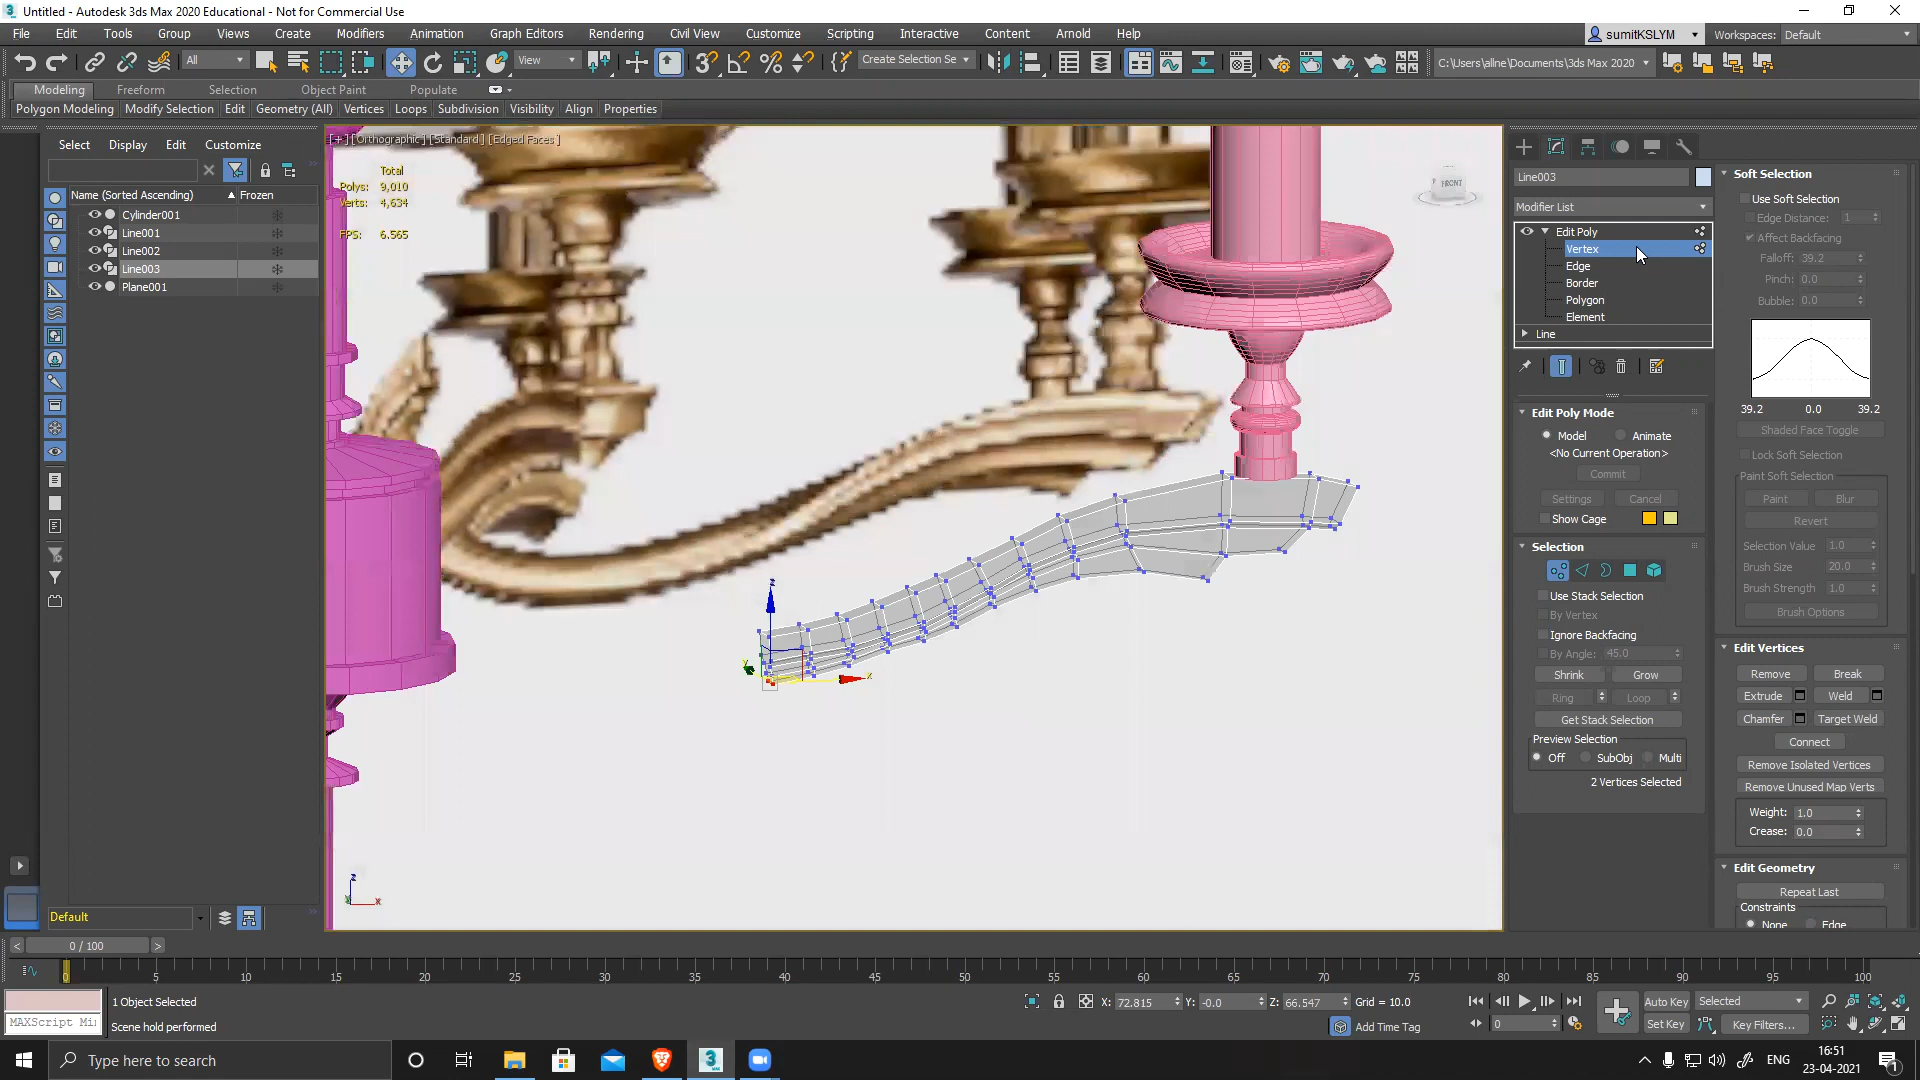 Untitled - Autodesk 3ds Max 2020 Educational - Not for Commercial Use
File Edit Tools Group Views Create Modifiers Animation Graph Editors Rendering Civil View Customize Scripting Interactive Content Arnold Help
sumitKSLYM Workspaces: Default
All View Create Selection Se C:\Users\allne\Documents\3ds Max 2020
Modeling Freeform Selection Object Paint Populate
Polygon Modeling Modify Selection Edit Geometry (All) Vertices Loops Subdivision Visibility Align Properties
Select Display Edit Customize
Name (Sorted Ascending) Frozen
Cylinder001
Line001
Line002
Line003
Plane001
Default
[+] [Orthographic] [Standard] [Edged Faces]
Total
Polys: 9,010
Verts: 4,634
FPS: 6.565
FRONT
z
x
y
z
x
Line003
Modifier List
Edit Poly
Vertex
Edge
Border
Polygon
Element
Line
Edit Poly Mode
Model Animate
<No Current Operation>
Commit
Settings Cancel
Show Cage
Selection
Use Stack Selection
By Vertex
Ignore Backfacing
By Angle: 45.0
Shrink Grow
Ring Loop
Get Stack Selection
Preview Selection
Off SubObj Multi
2 Vertices Selected
Soft Selection
Use Soft Selection
Edge Distance: 1
Affect Backfacing
Falloff: 39.2
Pinch: 0.0
Bubble: 0.0
39.2 0.0 39.2
Shaded Face Toggle
Lock Soft Selection
Paint Soft Selection
Paint Blur
Revert
Selection Value 1.0
Brush Size 20.0
Brush Strength 1.0
Brush Options
Edit Vertices
Remove Break
Extrude Weld
Chamfer Target Weld
Connect
Remove Isolated Vertices
Remove Unused Map Verts
Weight: 1.0
Crease: 0.0
Edit Geometry
Repeat Last
Constraints
None Edge
< 0 / 100 >
0 5 10 15 20 25 30 35 40 45 50 55 60 65 70 75 80 85 90 95 100
1 Object Selected
X: 72.815 Y: -0.0 Z: 66.547 Grid = 10.0
Auto Key Selected
MAXScript Mi
Scene hold performed
Add Time Tag
0
Set Key Key Filters...
Type here to search
ENG
16:51
23-04-2021
1